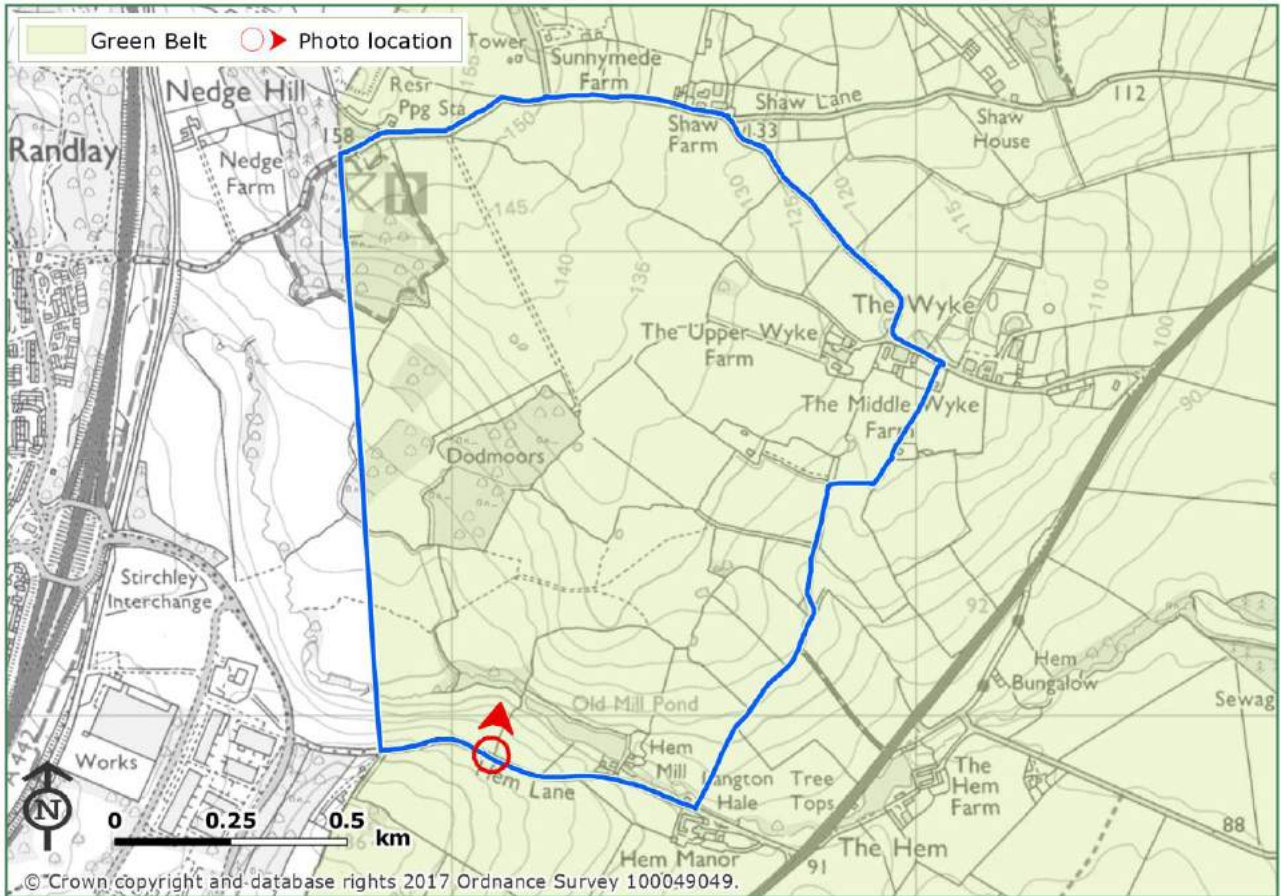 Green Belt
Photo location
Tower
Sunnymede
Farm
155
Resr
Ppg Sta
Nedge Hill
150
158
Shaw Lane
112
133
Shaw
Farm
Shaw
House
Randlay
Nedge
Farm
P
145
130
125
120
115
140
136
110
The Wyke
100
The Upper Wyke
Farm
The Middle Wyke
Farm
90
Dodmoors
Stirchley
Interchange
92
Hem
Bungalow
Sewag
Old Mill Pond
A 442
Works
Hem
Mill
Hem Lane
Langton
Hale
Tree
Tops
The
Hem
Farm
N
0 0.25 0.5
km
Hem Manor
The Hem
91
88
© Crown copyright and database rights 2017 Ordnance Survey 100049049.